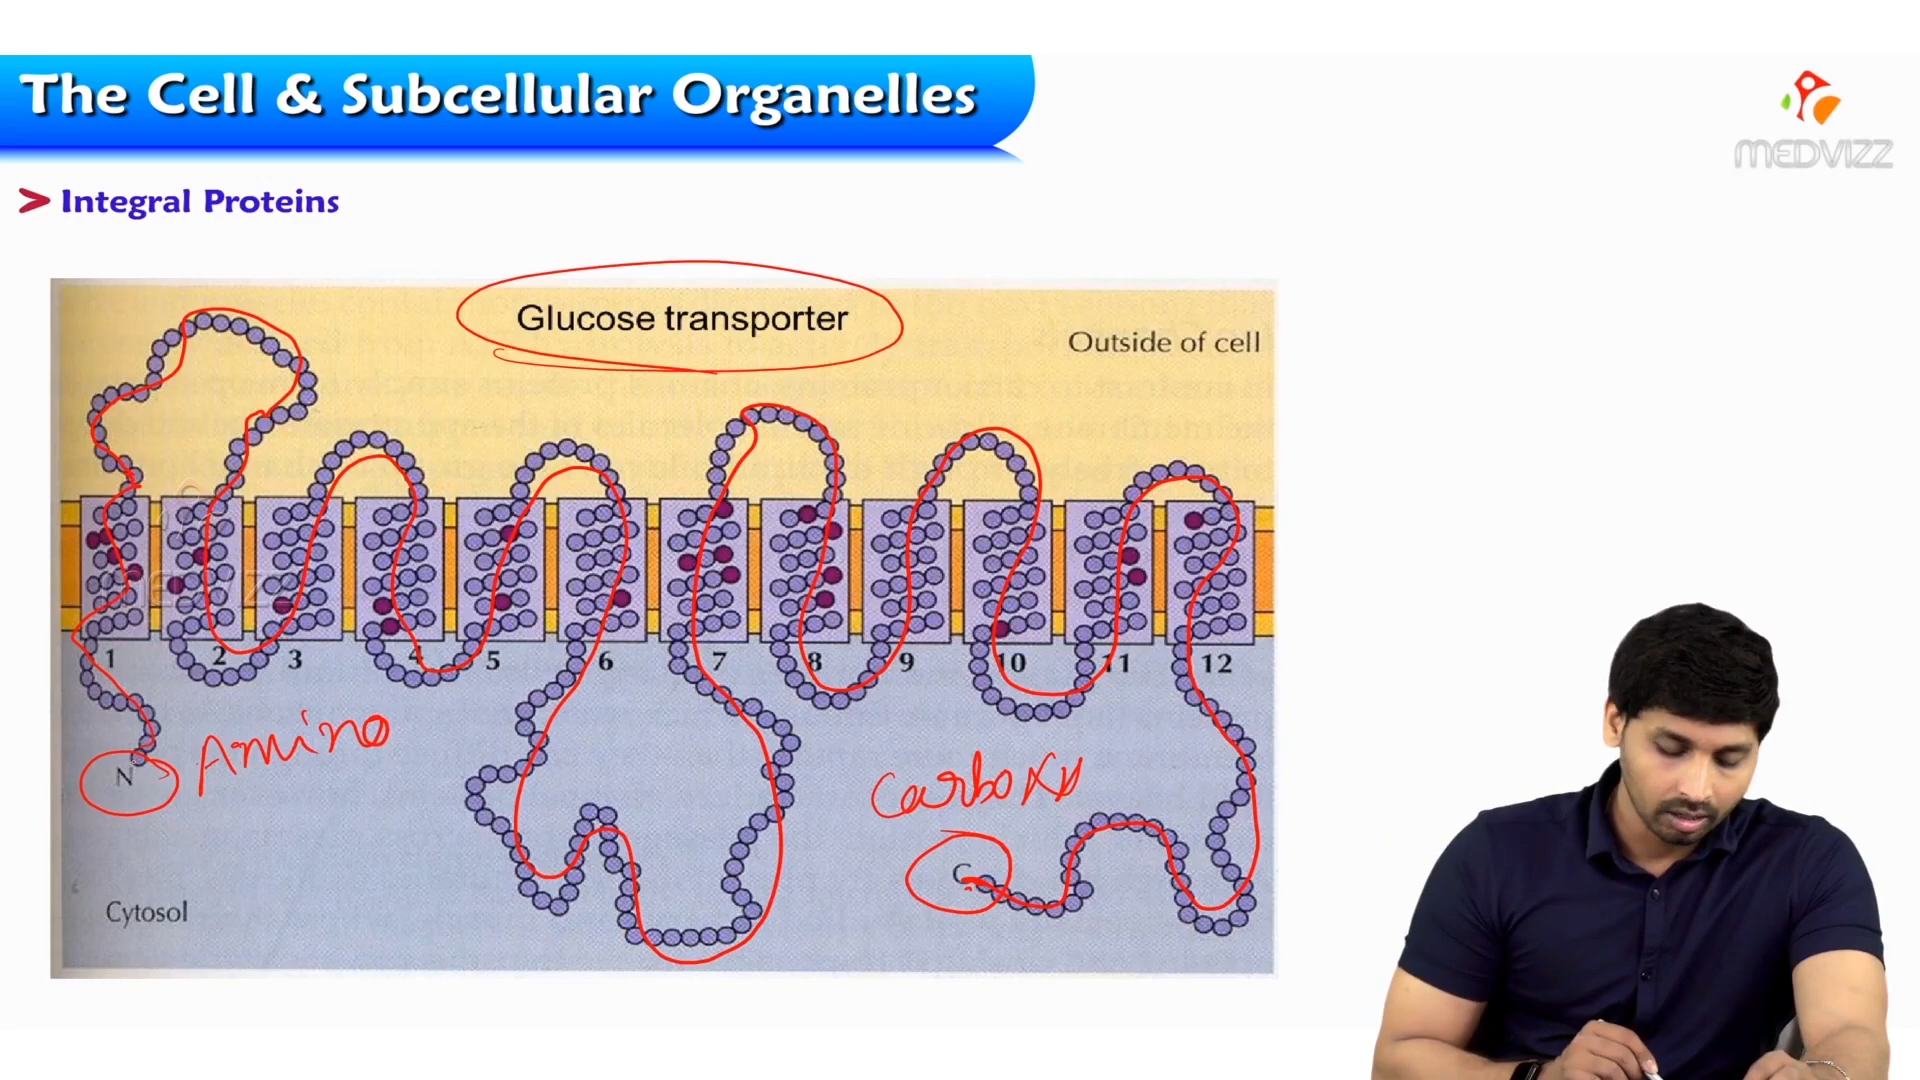 The Cell & Subcellular Organelles
MEDVIZZ
> Integral Proteins
Glucose transporter
Outside of cell
MEDVIZZ
1 2 3 4 5 6 7 8 9 10 11 12
Amino
N
Carboxy
C
Cytosol